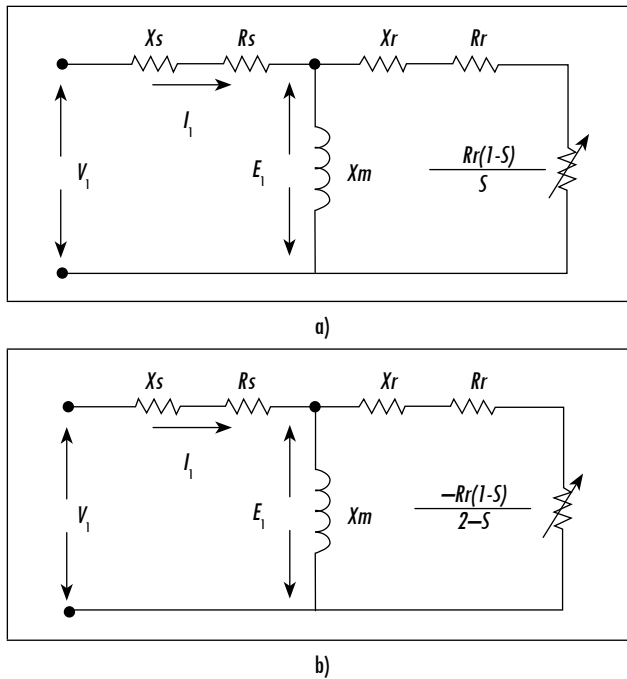 Xs Rs Xr Rr
I₁
V₁ E₁ Xm Rr(1-S)
S
a)
Xs Rs Xr Rr
I₁
V₁ E₁ Xm —Rr(1-S)
2—S
b)